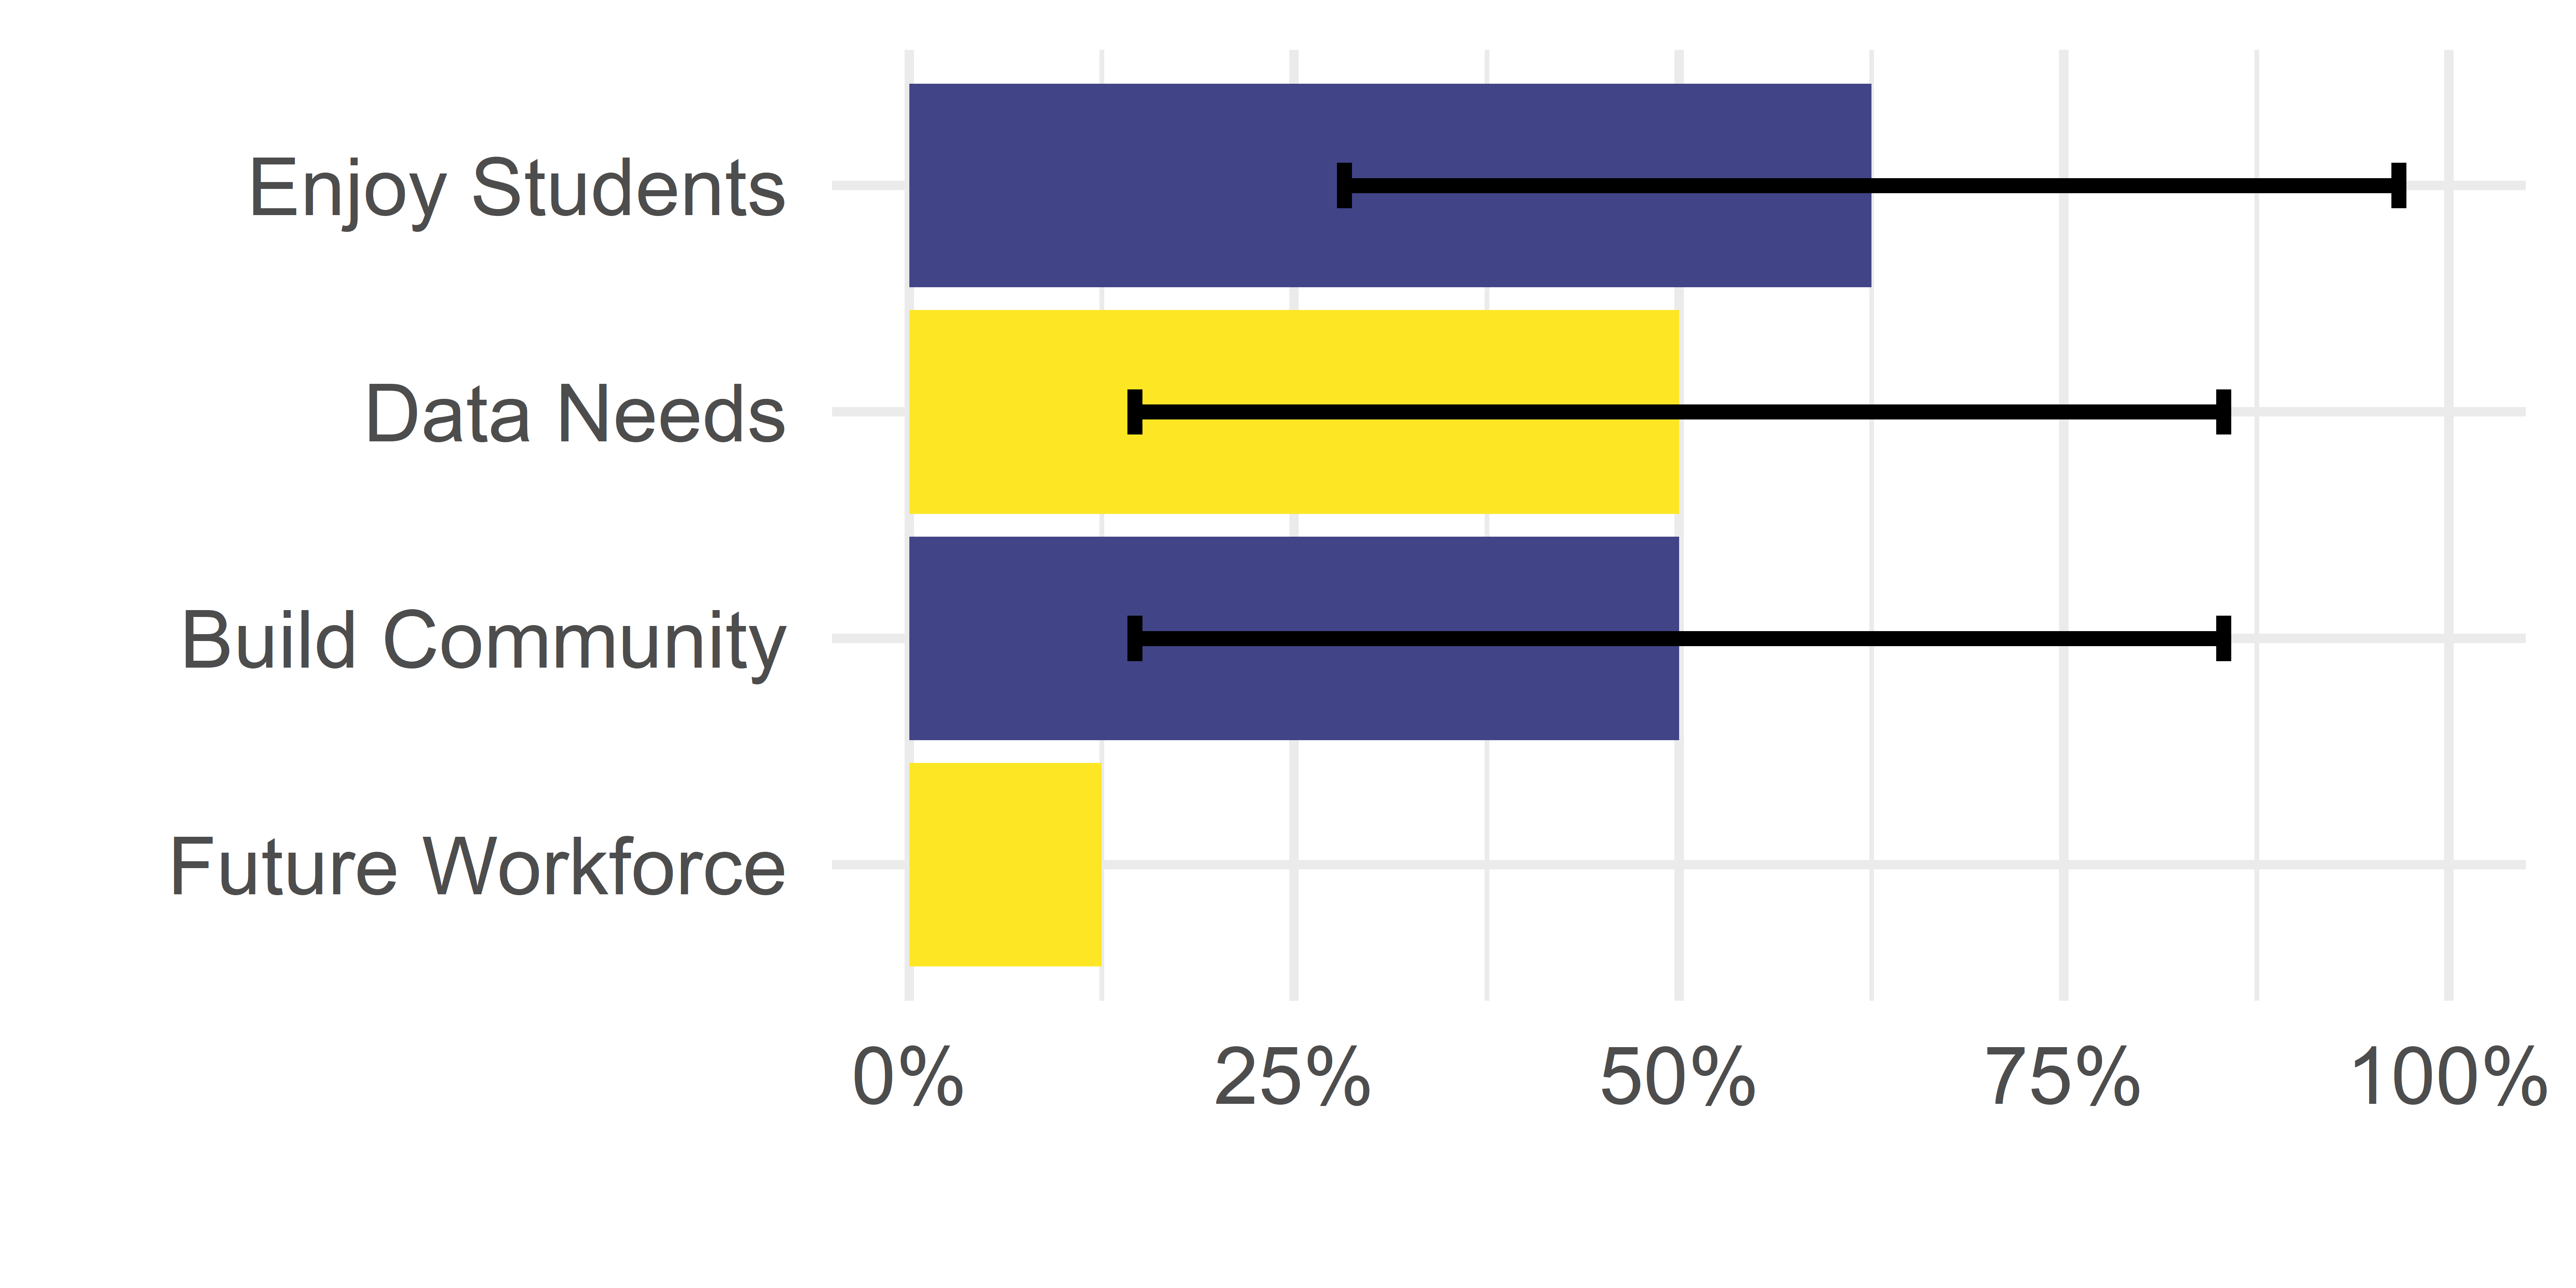 Enjoy Students
Data Needs
Build Community
Future Workforce
0% 25% 50% 75% 100%